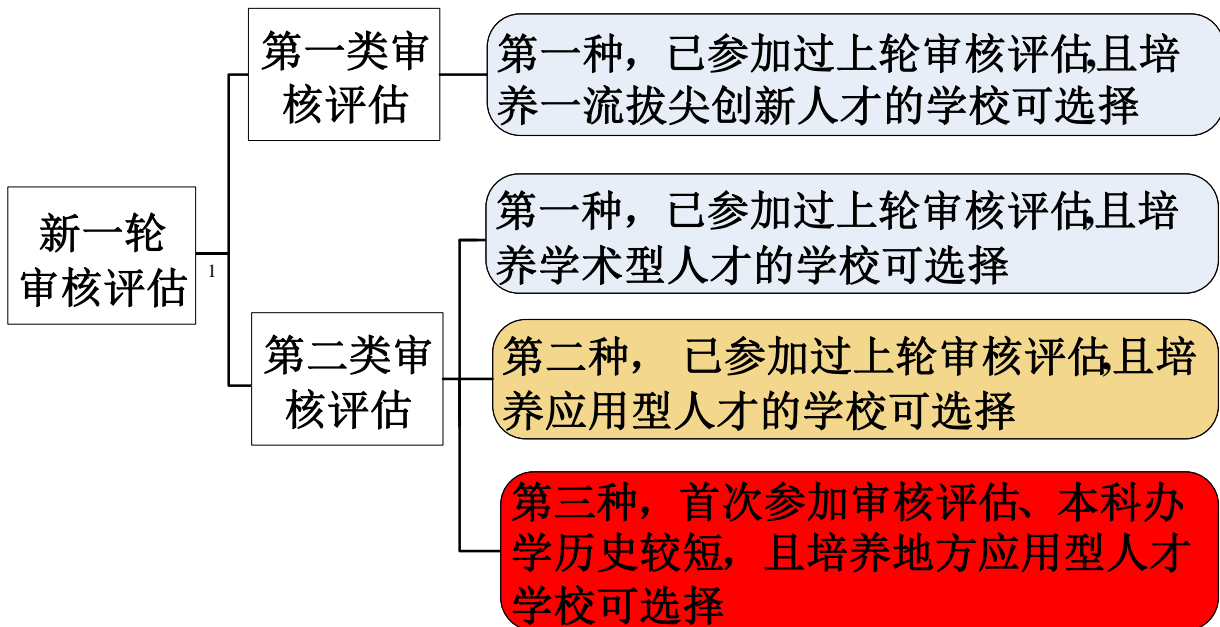 第一类审
核评估
第一种，已参加过上轮审核评估,且培
养一流拔尖创新人才的学校可选择
新一轮
审核评估
1
第一种，已参加过上轮审核评估,且培
养学术型人才的学校可选择
第二类审
核评估
第二种， 已参加过上轮审核评估,且培
养应用型人才的学校可选择
第三种，首次参加审核评估、本科办
学历史较短，且培养地方应用型人才
学校可选择